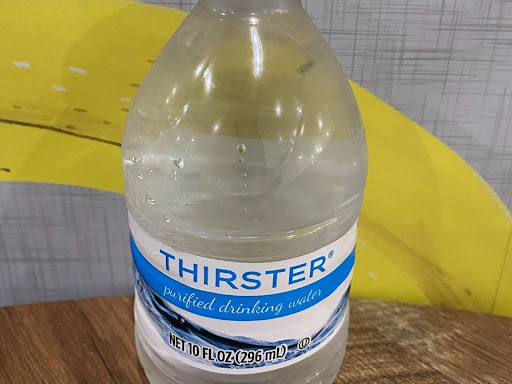 THIRSTER®
purified drinking water
NET 10 FL OZ (296 mL) Ⓤ